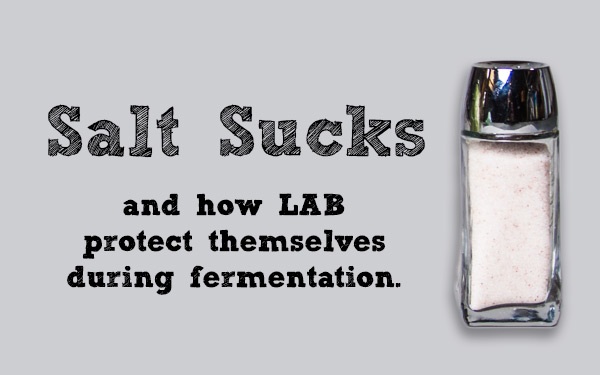 Salt Sucks
and how LAB
protect themselves
during fermentation.